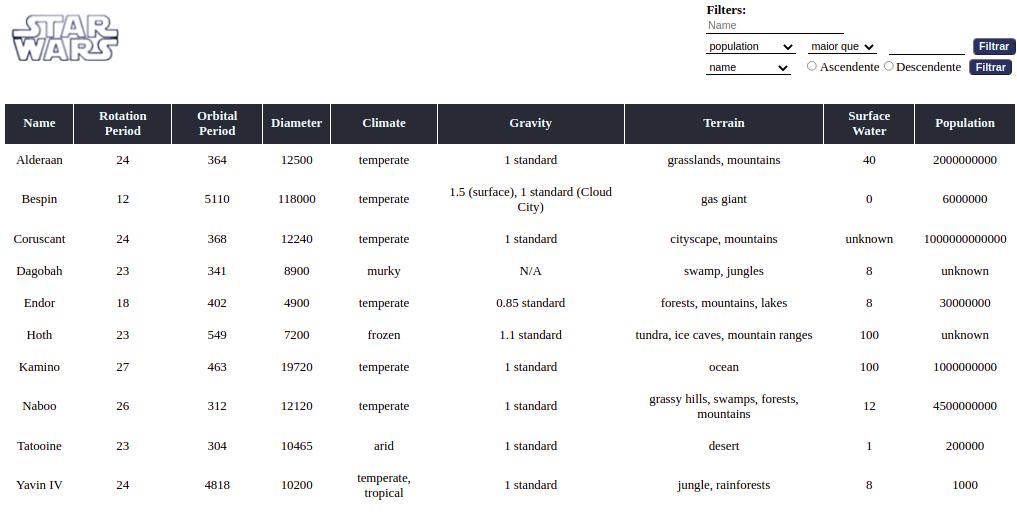 STAR
WARS
Filters:
Name
population maior que Filtrar
name Ascendente Descendente Filtrar
Name Rotation Period Orbital Period Diameter Climate Gravity Terrain Surface Water Population
Alderaan 24 364 12500 temperate 1 standard grasslands, mountains 40 2000000000
Bespin 12 5110 118000 temperate 1.5 (surface), 1 standard (Cloud City) gas giant 0 6000000
Coruscant 24 368 12240 temperate 1 standard cityscape, mountains unknown 1000000000000
Dagobah 23 341 8900 murky N/A swamp, jungles 8 unknown
Endor 18 402 4900 temperate 0.85 standard forests, mountains, lakes 8 30000000
Hoth 23 549 7200 frozen 1.1 standard tundra, ice caves, mountain ranges 100 unknown
Kamino 27 463 19720 temperate 1 standard ocean 100 1000000000
Naboo 26 312 12120 temperate 1 standard grassy hills, swamps, forests, mountains 12 4500000000
Tatooine 23 304 10465 arid 1 standard desert 1 200000
Yavin IV 24 4818 10200 temperate, tropical 1 standard jungle, rainforests 8 1000